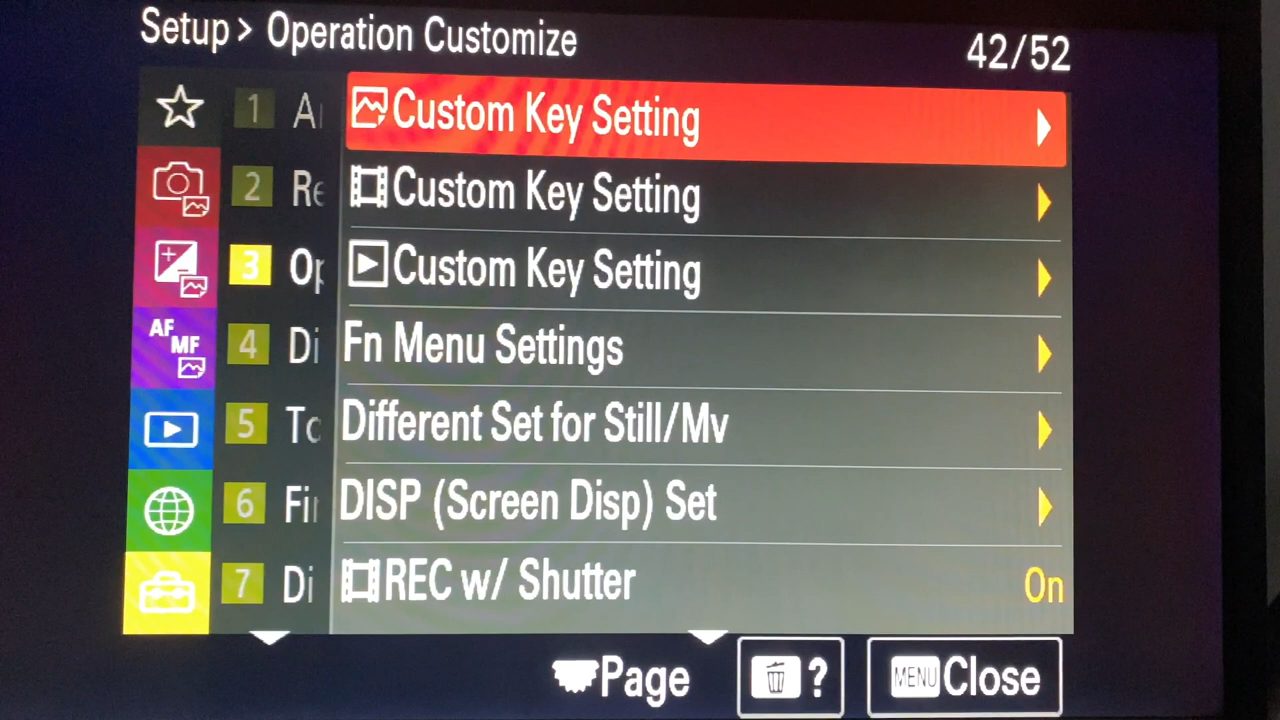 Setup> Operation Customize
42/52
1
Custom Key Setting
2
Custom Key Setting
3
Custom Key Setting
AF
MF
4
Fn Menu Settings
5
Different Set for Still/Mv
6
DISP (Screen Disp) Set
7
REC w/ Shutter On
Page
?
MENU Close